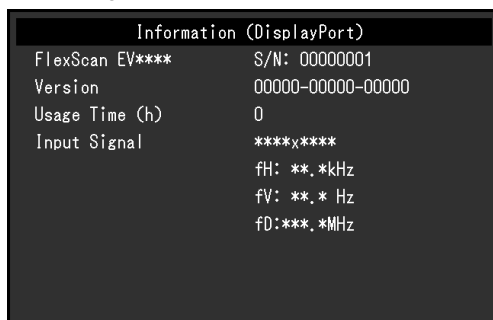 Information (DisplayPort)
FlexScan EV**** S/N: 00000001
Version 00000-00000-00000
Usage Time (h) 0
Input Signal ****x****
fH: **.*kHz
fV: **.* Hz
fD:***.*MHz